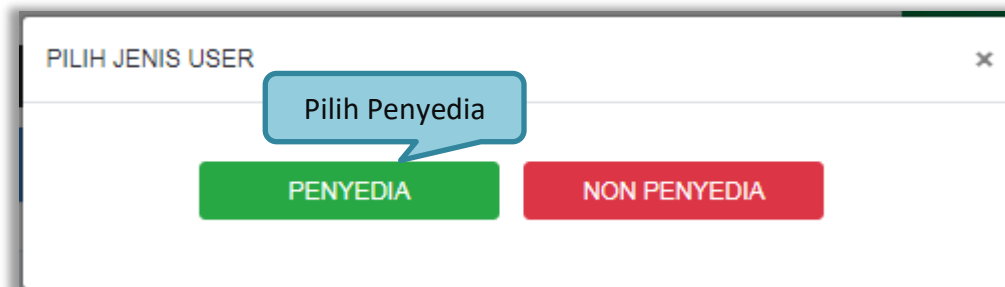 PILIH JENIS USER
×
Pilih Penyedia
PENYEDIA
NON PENYEDIA